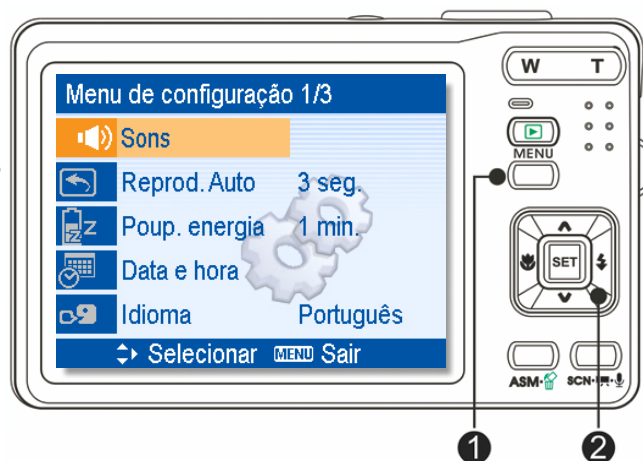 Menu de configuração 1/3
Sons
Reprod. Auto 3 seg.
Poup. energia 1 min.
Data e hora
Idioma Português
Selecionar MENU Sair
W T
MENU
SET
ASM SCN
1 2